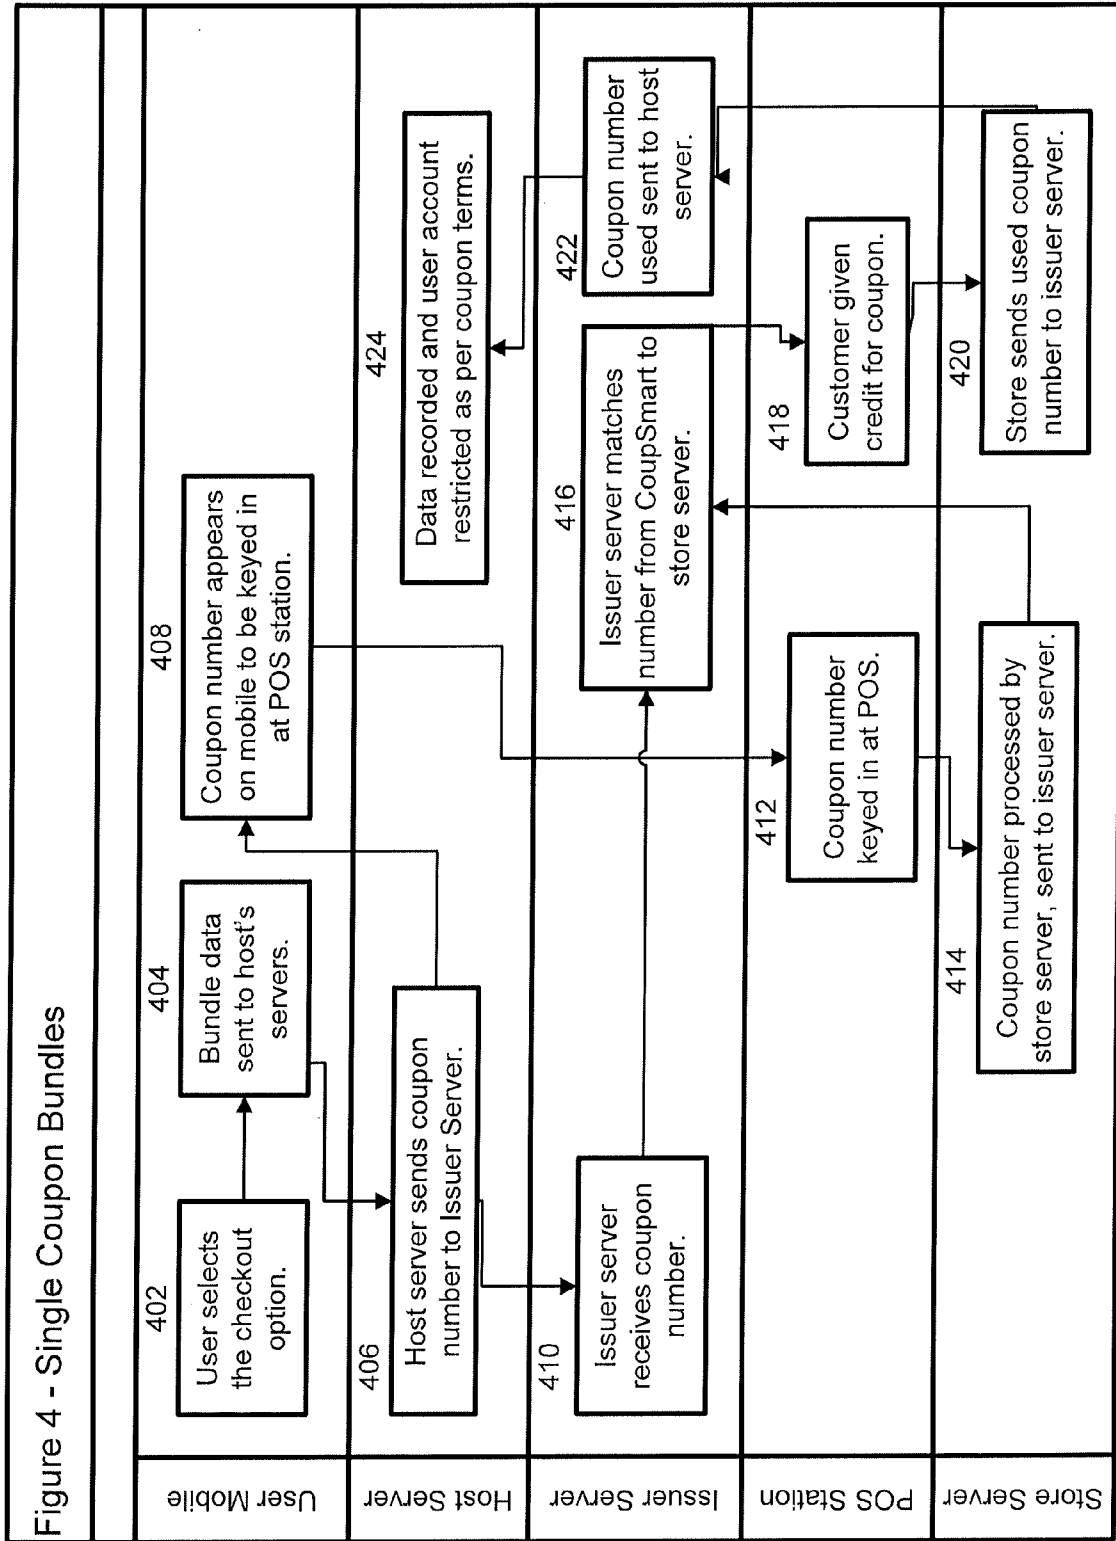 Figure 4 - Single Coupon Bundles
User Mobile
402
User selects
the checkout
option.
404
Bundle data
sent to host's
servers.
408
Coupon number appears
on mobile to be keyed in
at POS station.
Host Server
406
Host server sends coupon
number to Issuer Server.
424
Data recorded and user account
restricted as per coupon terms.
Issuer Server
410
Issuer server
receives coupon
number.
416
Issuer server matches
number from CoupSmart to
store server.
422
Coupon number
used sent to host
server.
POS Station
412
Coupon number
keyed in at POS.
418
Customer given
credit for coupon.
Store Server
414
Coupon number processed by
store server, sent to issuer server.
420
Store sends used coupon
number to issuer server.